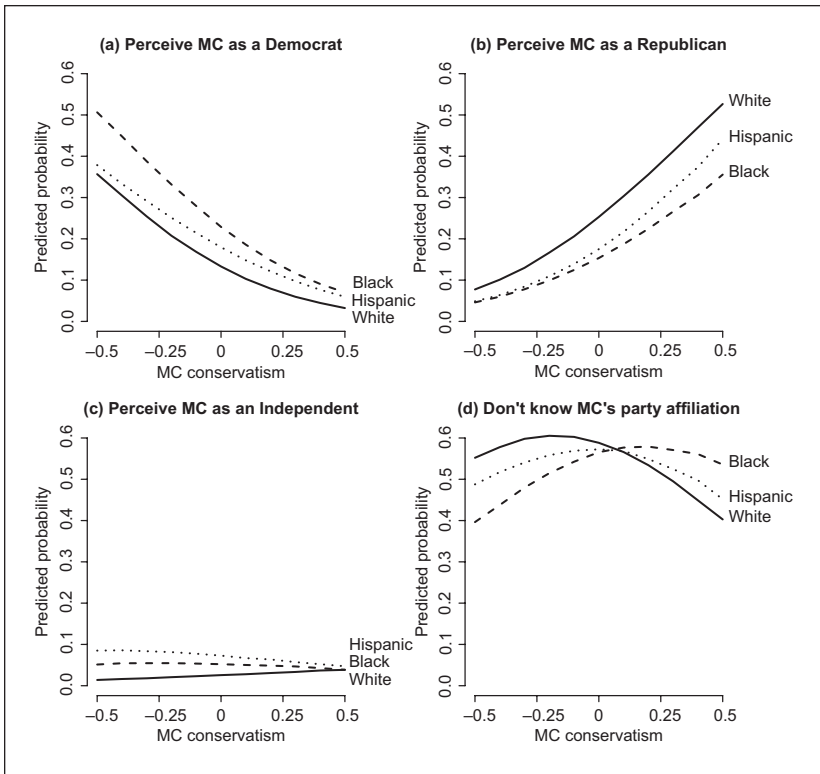 (a) Perceive MC as a Democrat
Predicted probability
0.6
0.5
0.4
0.3
0.2
0.1
0.0
Black
Hispanic
White
–0.5
–0.25
0
0.25
0.5
MC conservatism
(b) Perceive MC as a Republican
Predicted probability
0.6
0.5
0.4
0.3
0.2
0.1
0.0
White
Hispanic
Black
–0.5
–0.25
0
0.25
0.5
MC conservatism
(c) Perceive MC as an Independent
Predicted probability
0.6
0.5
0.4
0.3
0.2
0.1
0.0
Hispanic
Black
White
–0.5
–0.25
0
0.25
0.5
MC conservatism
(d) Don't know MC's party affiliation
Predicted probability
0.6
0.5
0.4
0.3
0.2
0.1
0.0
Black
Hispanic
White
–0.5
–0.25
0
0.25
0.5
MC conservatism